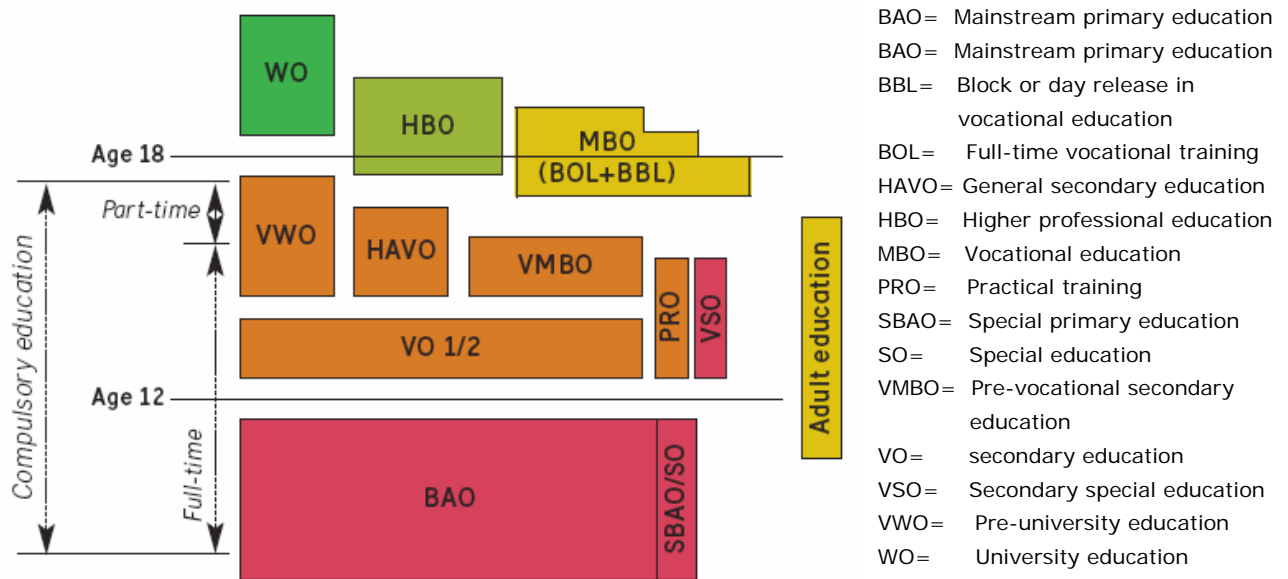 WO
HBO
MBO
(BOL+BBL)
Age 18
Part-time
VWO
HAVO
VMBO
PRO
VSO
VO 1/2
Age 12
Compulsory education
Full-time
BAO
SBAO/SO
Adult education
BAO= Mainstream primary education
BAO= Mainstream primary education
BBL= Block or day release in
vocational education
BOL= Full-time vocational training
HAVO= General secondary education
HBO= Higher professional education
MBO= Vocational education
PRO= Practical training
SBAO= Special primary education
SO= Special education
VMBO= Pre-vocational secondary
education
VO= secondary education
VSO= Secondary special education
VWO= Pre-university education
WO= University education